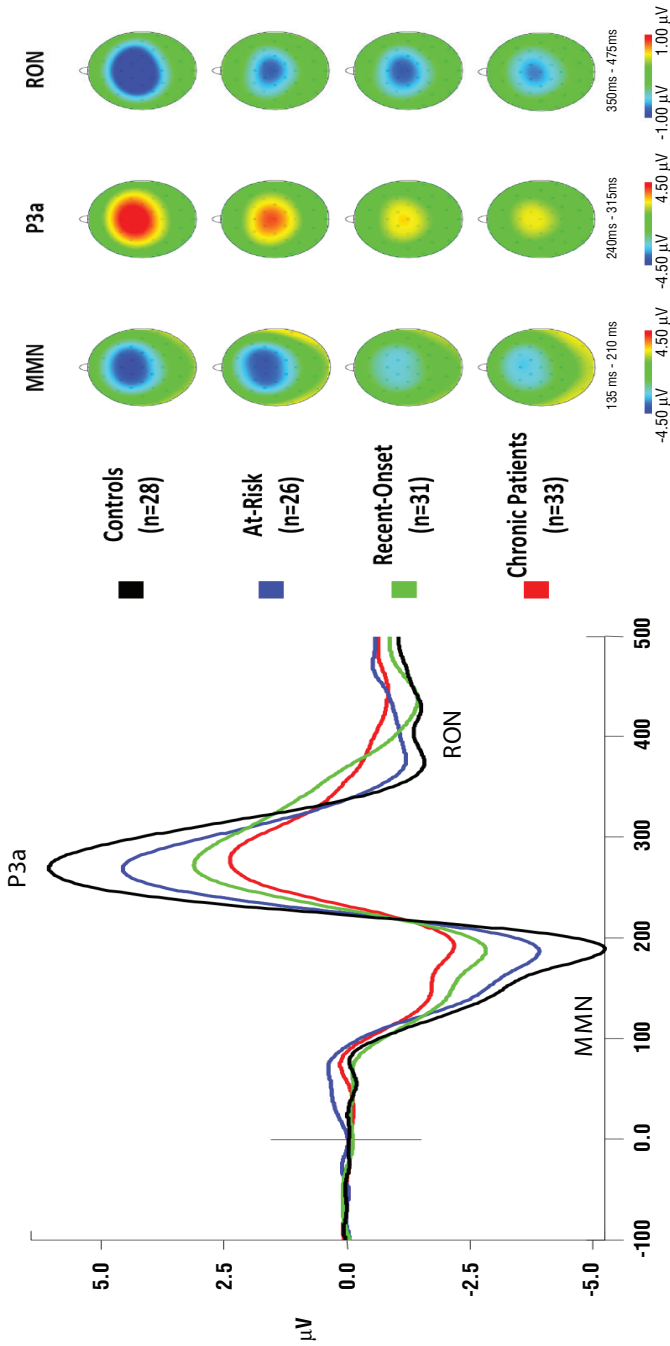 P3a
RON
MMN
µV
5.0
2.5
0.0
-2.5
-5.0
-100
0.0
100
200
300
400
500
Controls
(n=28)
At-Risk
(n=26)
Recent-Onset
(n=31)
Chronic Patients
(n=33)
MMN
P3a
RON
135 ms - 210 ms
240ms - 315ms
350ms - 475ms
-4.50 µV
4.50 µV
-4.50 µV
4.50 µV
-1.00 µV
1.00 µV